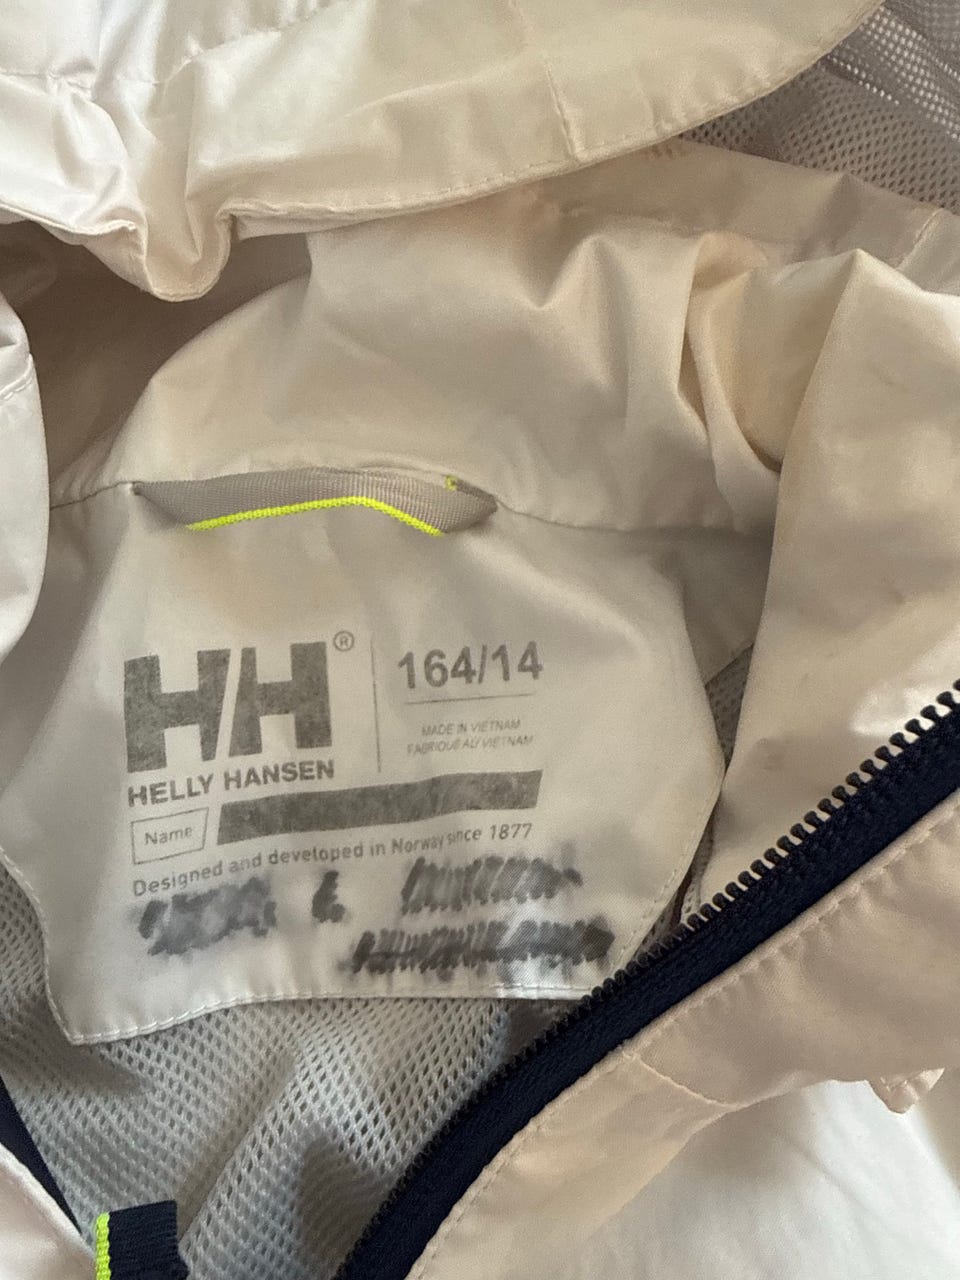 HH®
HELLY HANSEN
164/14
MADE IN VIETNAM
FABRIQUÉ AU VIETNAM
Name
Designed and developed in Norway since 1877